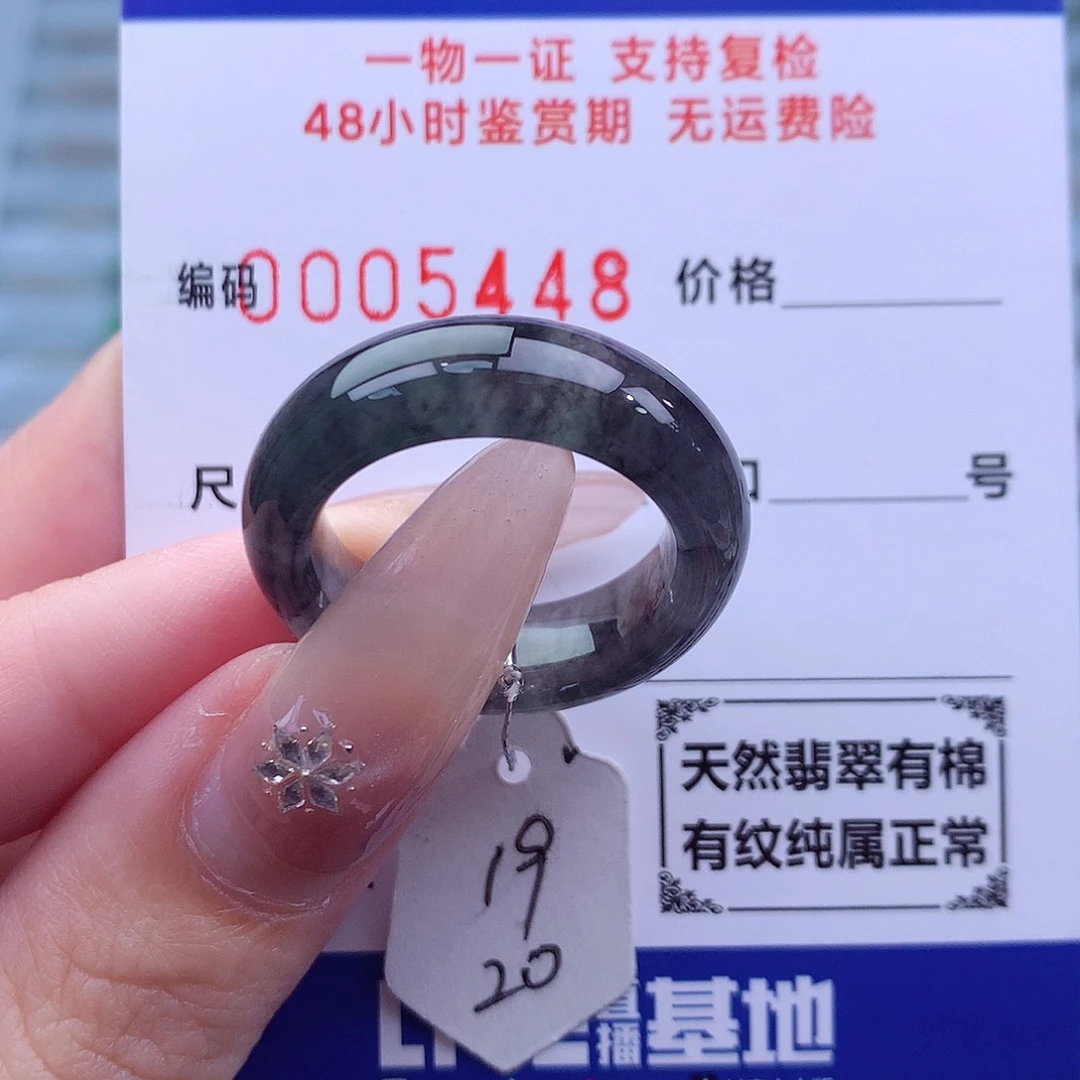 一物一证 支持复检
48小时鉴赏期 无运费险
编码0005448 价格
尺 号
天然翡翠有棉
有纹纯属正常
19
20
播 基地